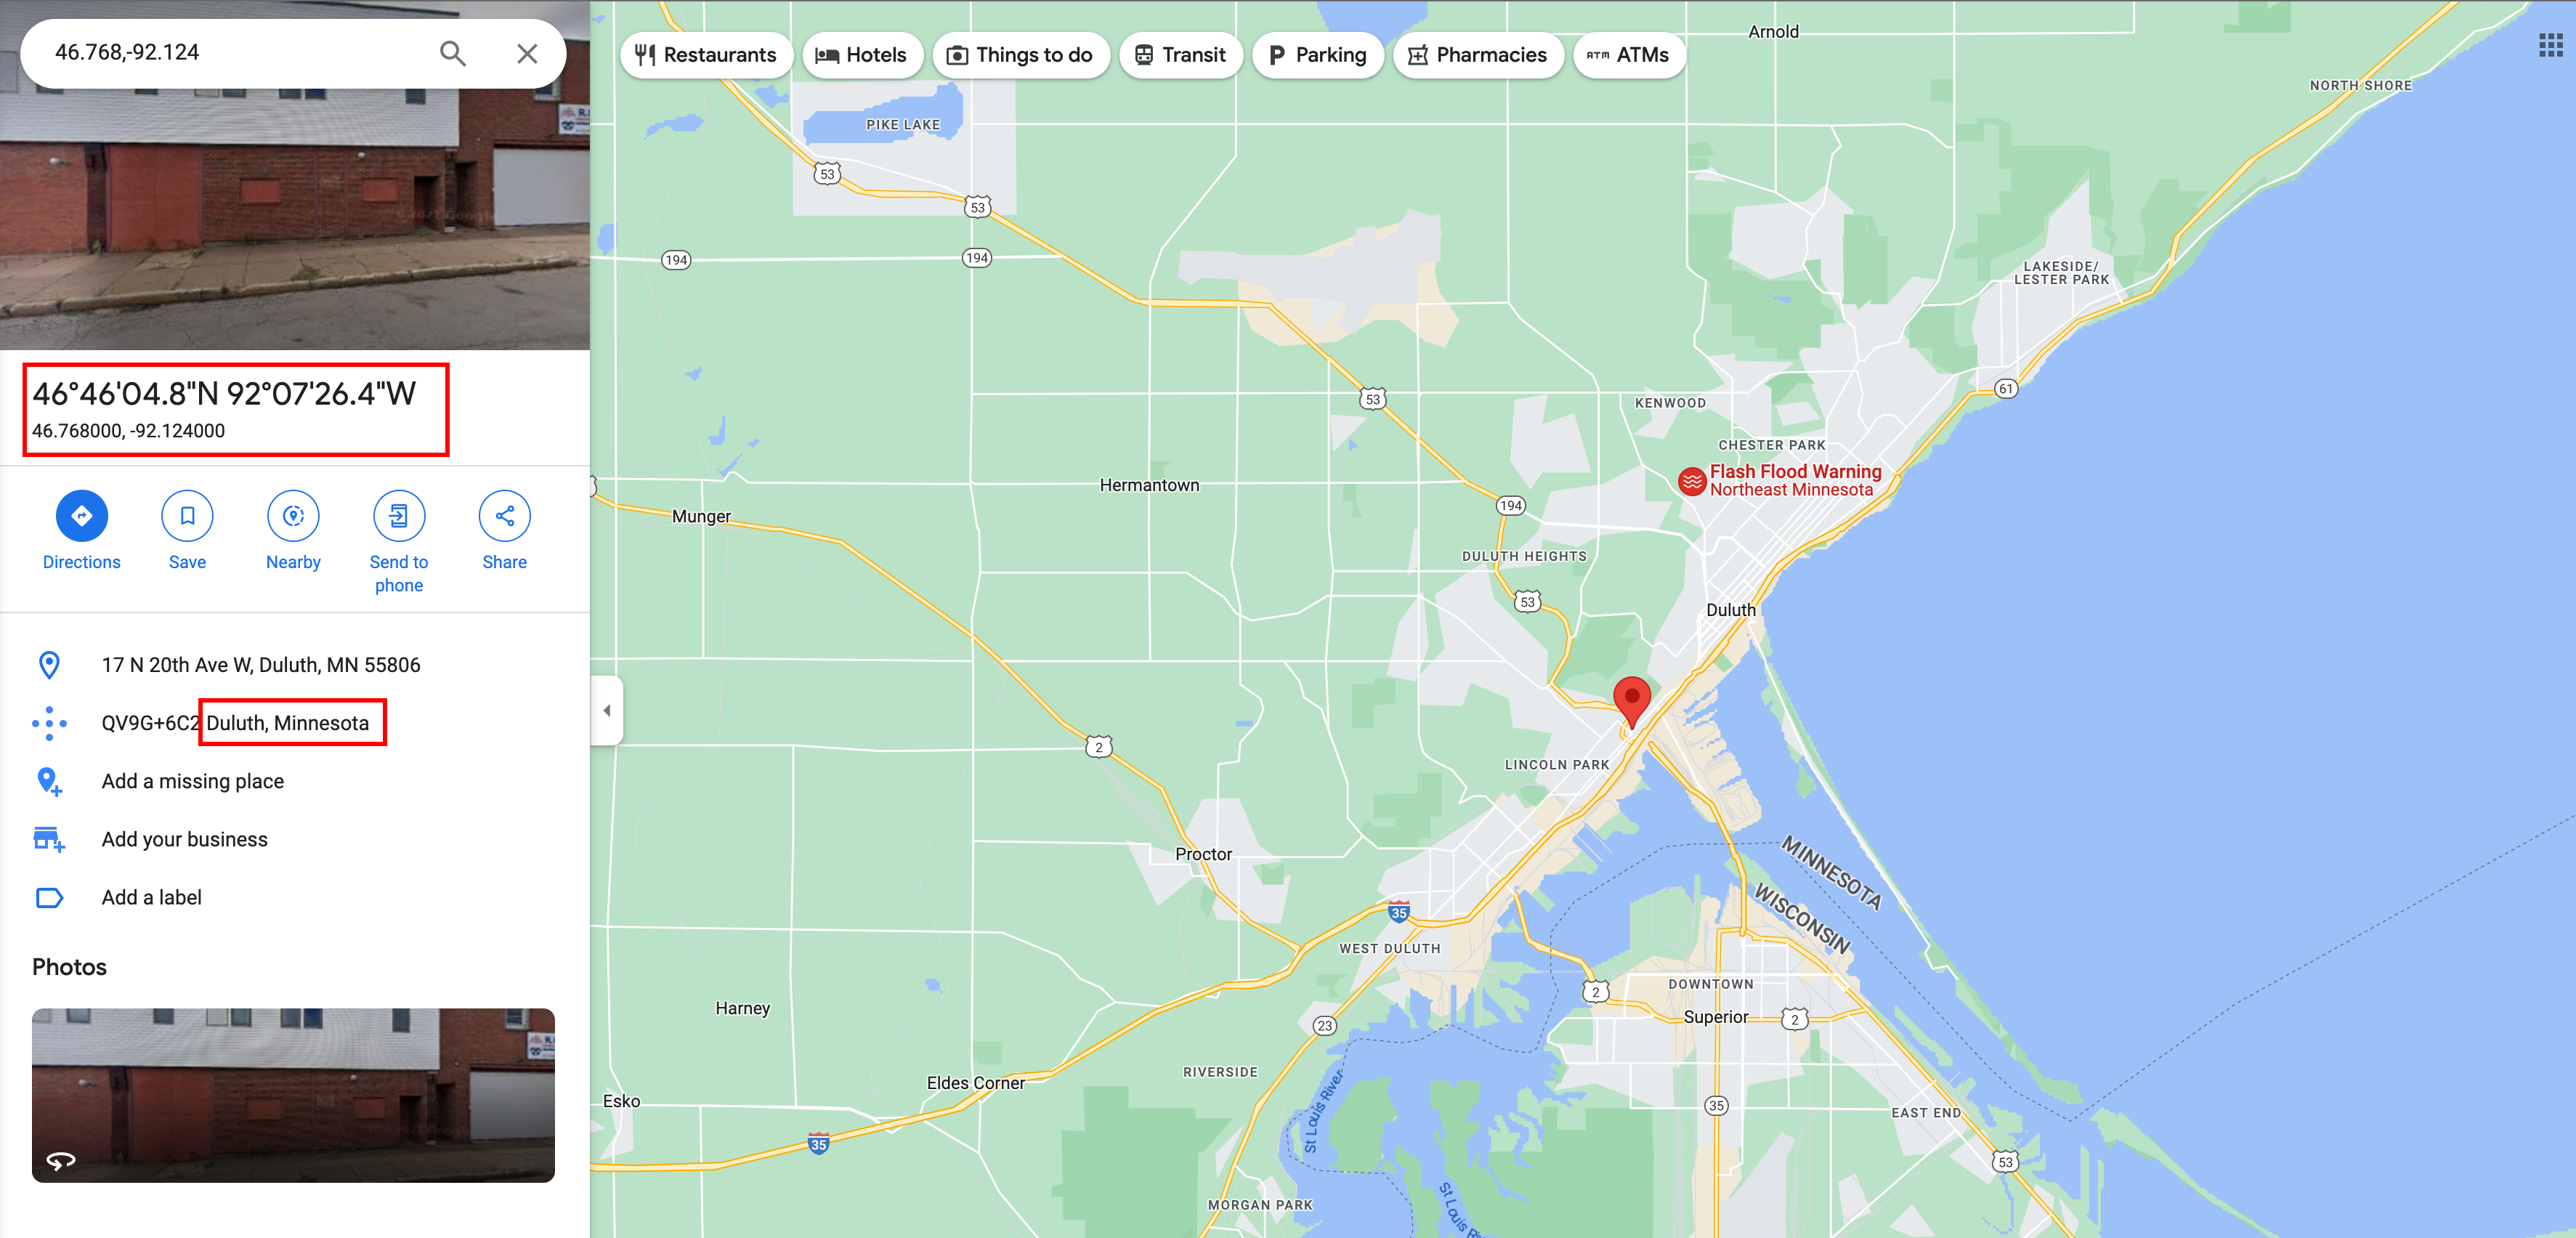 46.768,-92.124
46°46'04.8"N 92°07'26.4"W
46.768000, -92.124000
Directions
Save
Nearby
Send to
phone
Share
17 N 20th Ave W, Duluth, MN 55806
QV9G+6C2 Duluth, Minnesota
Add a missing place
Add your business
Add a label
Photos
Restaurants
Hotels
Things to do
Transit
P Parking
Pharmacies
ATM ATMs
Arnold
NORTH SHORE
PIKE LAKE
53
53
194
194
LAKESIDE/
LESTER PARK
61
53
KENWOOD
CHESTER PARK
Flash Flood Warning
Northeast Minnesota
Hermantown
194
Munger
DULUTH HEIGHTS
53
Duluth
2
LINCOLN PARK
Proctor
MINNESOTA
WISCONSIN
35
WEST DULUTH
2
DOWNTOWN
Superior
2
Harney
23
RIVERSIDE
Eldes Corner
Esko
St Louis River
35
EAST END
35
53
MORGAN PARK
St Louis